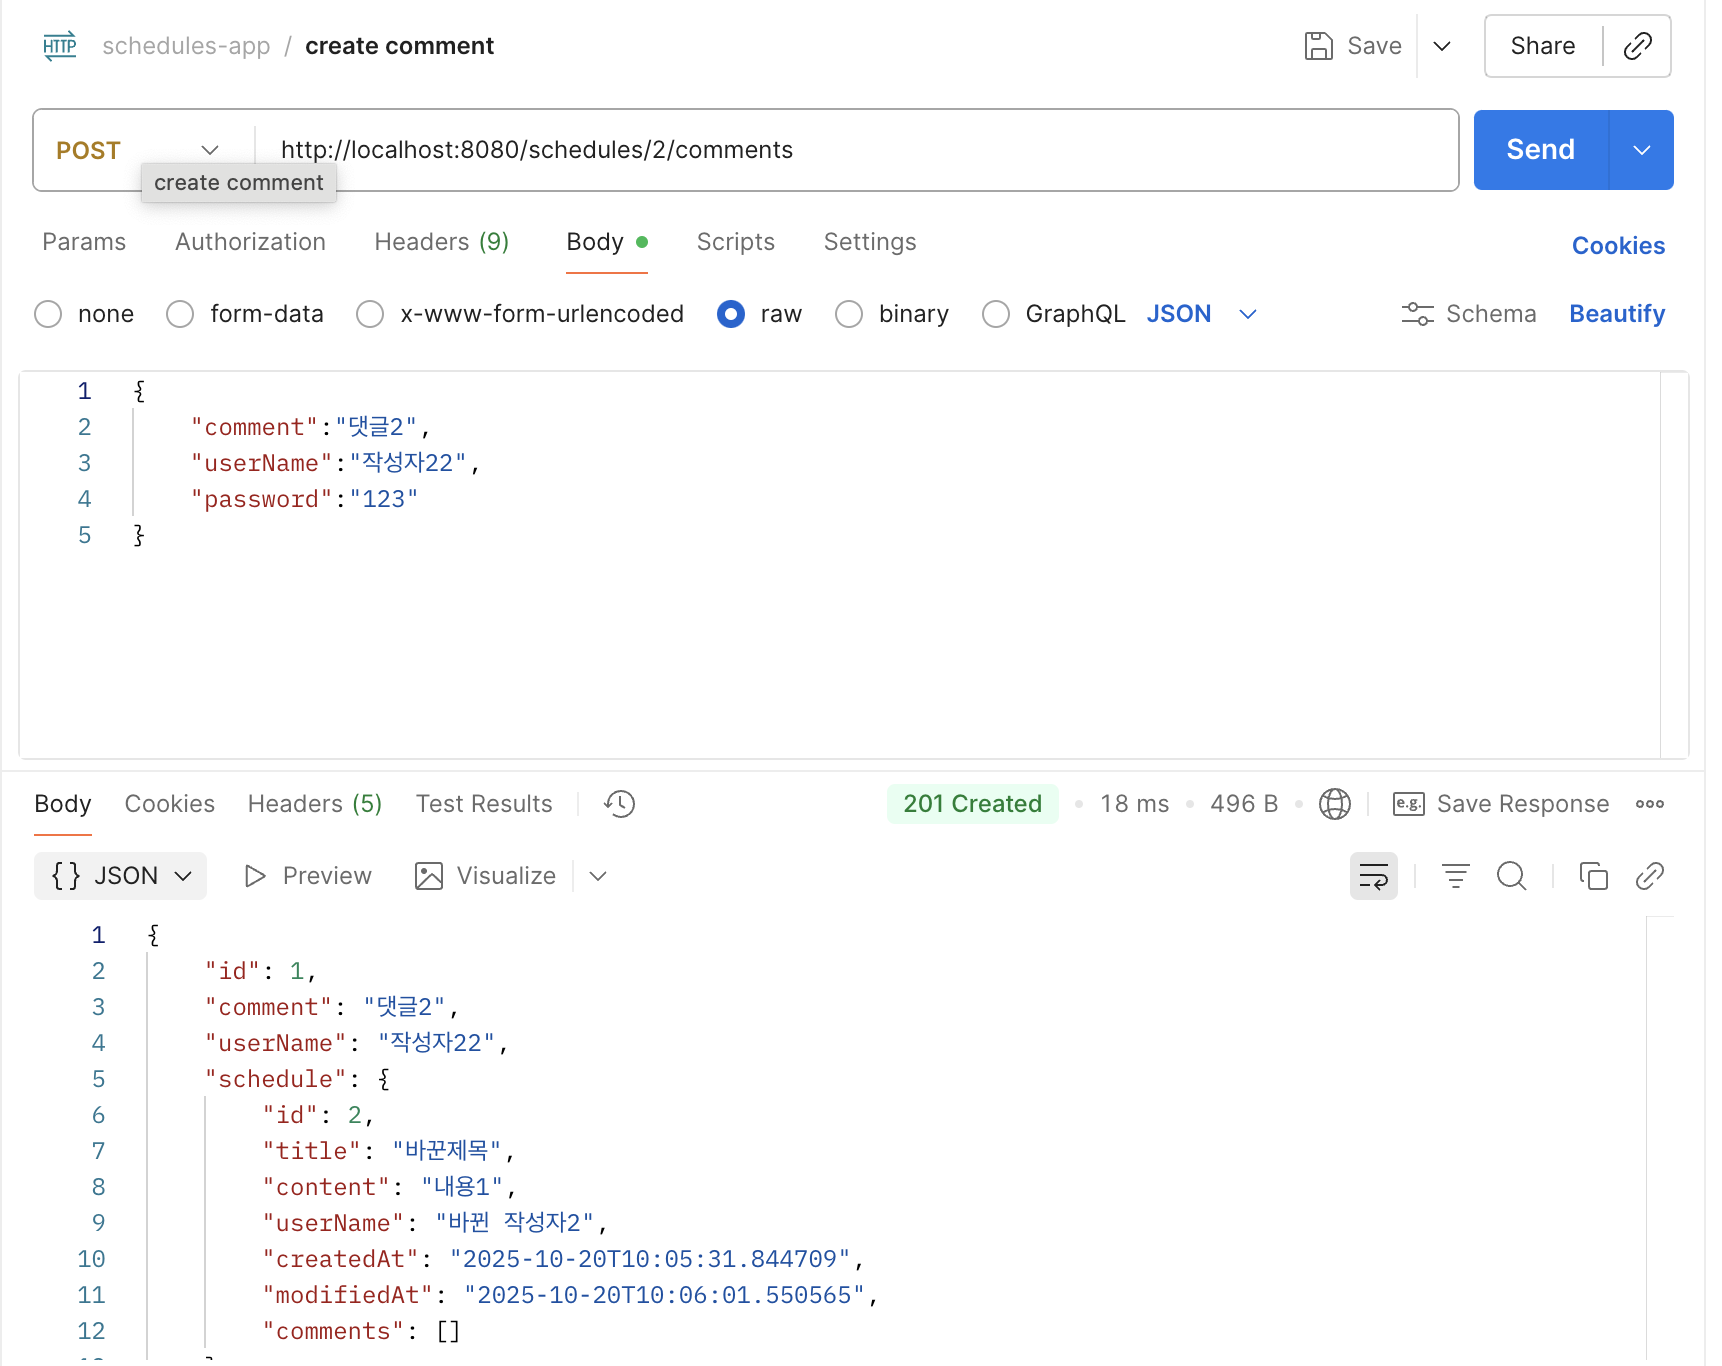 HTTP schedules-app / create comment Save Share
POST http://localhost:8080/schedules/2/comments Send
create comment
Params Authorization Headers (9) Body Scripts Settings Cookies
none form-data x-www-form-urlencoded raw binary GraphQL JSON Schema Beautify
1 {
2 "comment":"댓글2",
3 "userName":"작성자22",
4 "password":"123"
5 }
Body Cookies Headers (5) Test Results 201 Created • 18 ms • 496 B • e.g. Save Response
{} JSON Preview Visualize
1 {
2 "id": 1,
3 "comment": "댓글2",
4 "userName": "작성자22",
5 "schedule": {
6 "id": 2,
7 "title": "바꾼제목",
8 "content": "내용1",
9 "userName": "바뀐 작성자2",
10 "createdAt": "2025-10-20T10:05:31.844709",
11 "modifiedAt": "2025-10-20T10:06:01.550565",
12 "comments": []